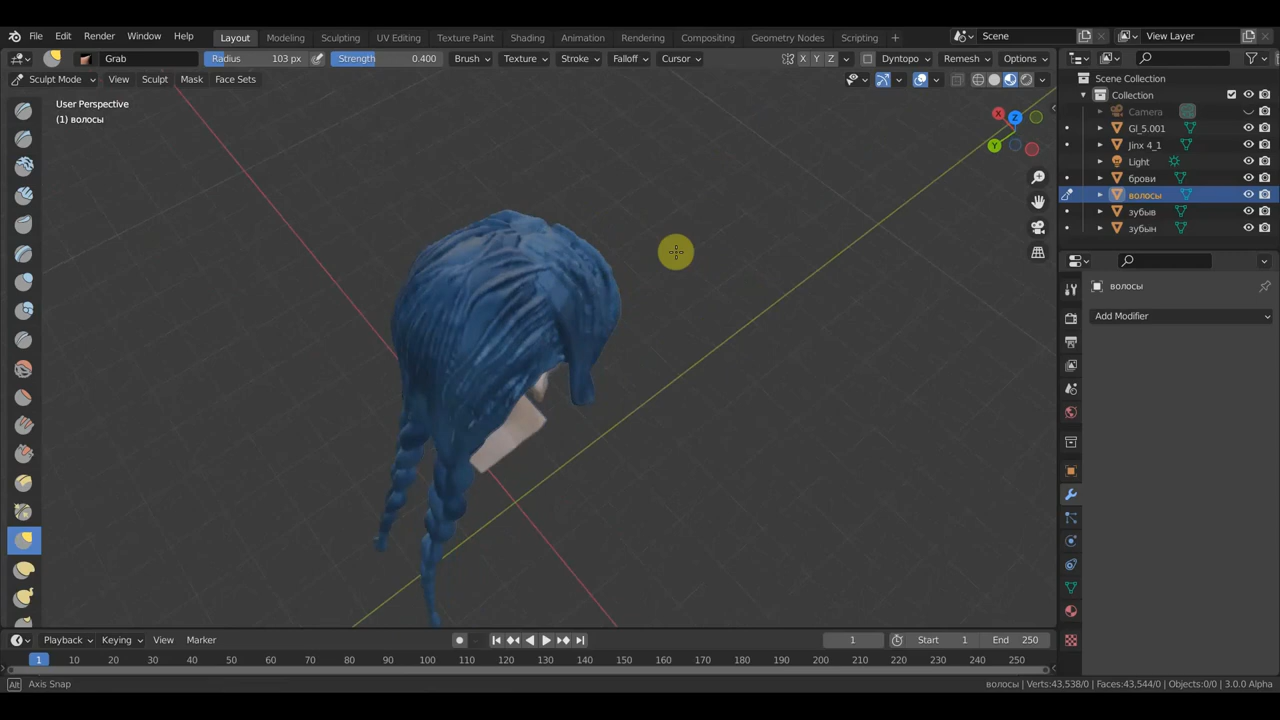 File Edit Render Window Help Layout Modeling Sculpting UV Editing Texture Paint Shading Animation Rendering Compositing Geometry Nodes Scripting + Scene View Layer
Grab Radius 103 px Strength 0.400 Brush Texture Stroke Falloff Cursor X Y Z Dyntopo Remesh Options
Sculpt Mode View Sculpt Mask Face Sets
Scene Collection
Collection
Camera
GI_5.001
Jinx 4_1
Light
брови
волосы
зубыв
зубын
User Perspective
(1) волосы
X
Y
Z
волосы
Add Modifier
Playback Keying View Marker 1 Start 1 End 250
1 10 20 30 40 50 60 70 80 90 100 110 120 130 140 150 160 170 180 190 200 210 220 230 240 250
Alt Axis Snap волосы | Verts:43,538/0 | Faces:43,544/0 | Objects:0/0 | 3.0.0 Alpha